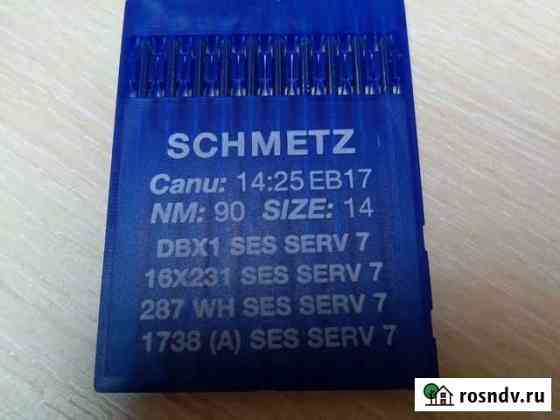 SCHMETZ
Canu: 14:25 EB17
NM: 90 SIZE: 14
DBX1 SES SERV 7
16X231 SES SERV 7
287 WH SES SERV 7
1738 (A) SES SERV 7
rosndv.ru